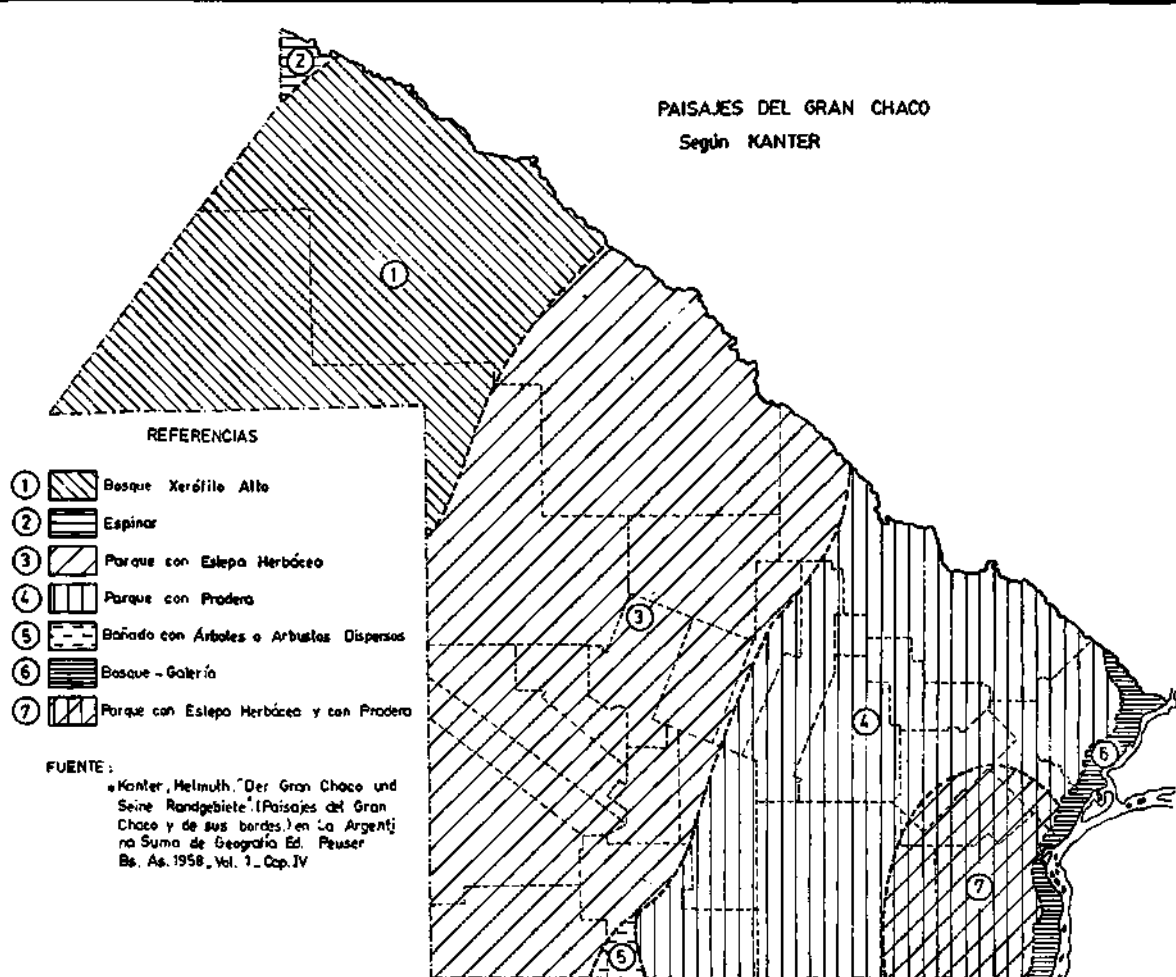 PAISAJES DEL GRAN CHACO
Según KANTER
2
1
3
4
6
7
5
REFERENCIAS
1 Bosque Xerófilo Alto
2 Espinar
3 Parque con Estepa Herbácea
4 Parque con Pradera
5 Bañado con Árboles o Arbustos Dispersos
6 Bosque - Galería
7 Parque con Estepa Herbácea y con Pradera
FUENTE:
Kanter, Helmuth. "Der Gran Chaco und
Seine Randgebiete" (Paisajes del Gran
Chaco y de sus bordes.) en La Argenti
na Suma de Geografía Ed. Peuser
Bs. As. 1958, Vol. 1_ Cap. IV